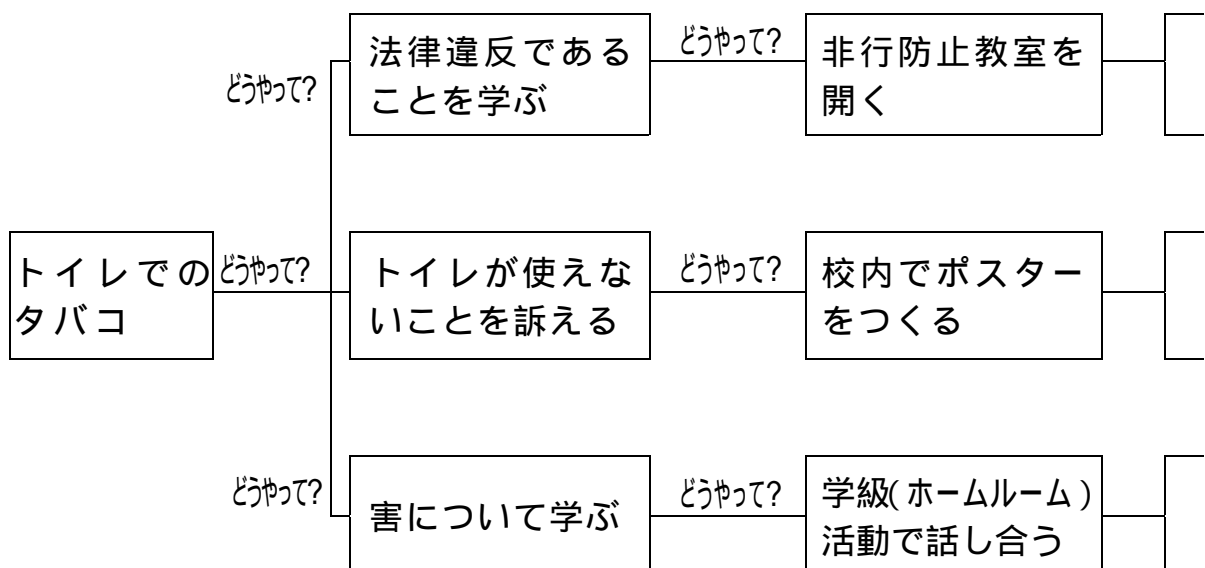 どうやって?
法律違反である
ことを学ぶ
どうやって?
非行防止教室を
開く
トイレでの
タバコ
どうやって?
トイレが使えな
いことを訴える
どうやって?
校内でポスター
をつくる
どうやって?
害について学ぶ
どうやって?
学級(ホームルーム)
活動で話し合う